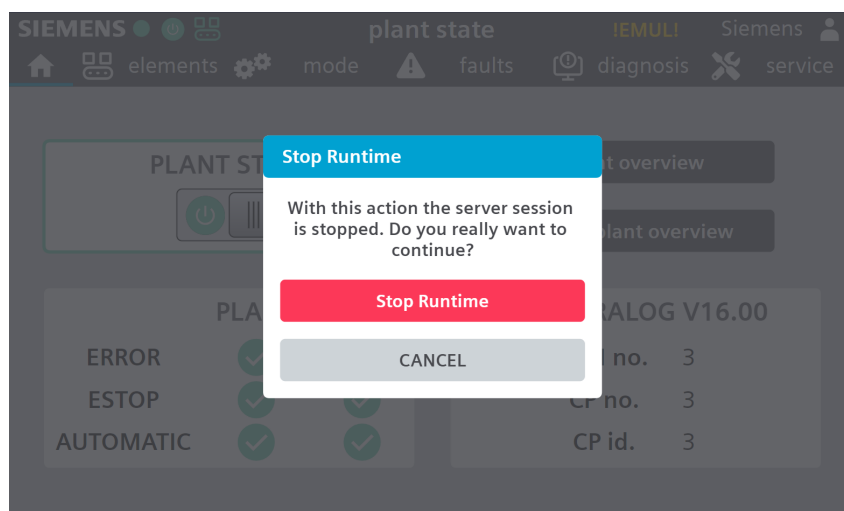 SIEMENS plant state !EMUL! Siemens
elements mode faults diagnosis service
PLANT ST
Stop Runtime
t overview
With this action the server session
is stopped. Do you really want to
continue?
plant overview
Stop Runtime
PLA
RALOG V16.00
ERROR
CANCEL
no. 3
ESTOP
CP no. 3
AUTOMATIC
CP id. 3